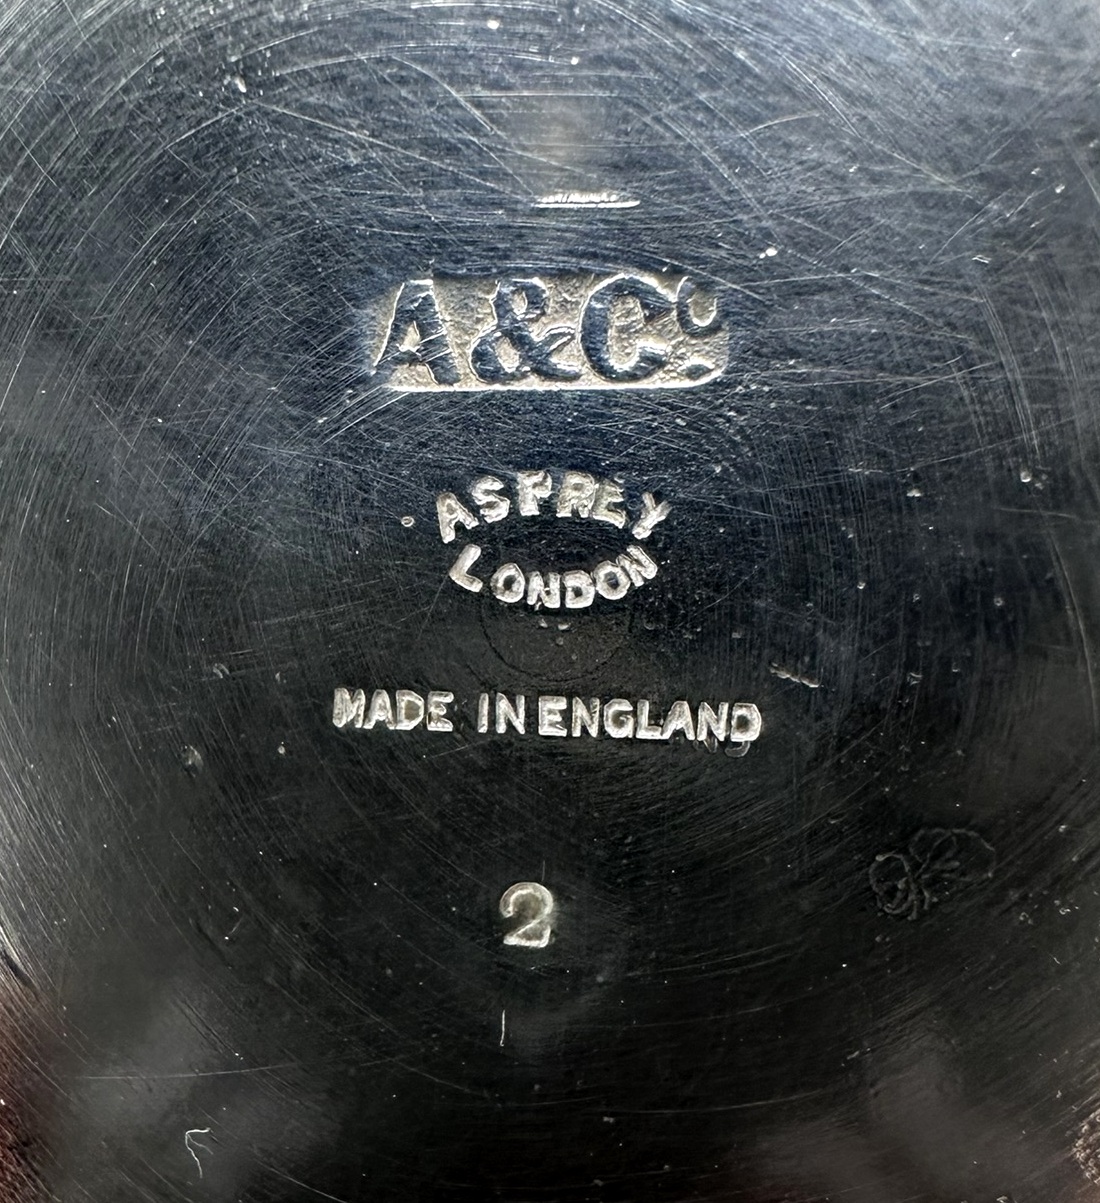 A&Co.
ASPREY
LONDON
MADE IN ENGLAND
2